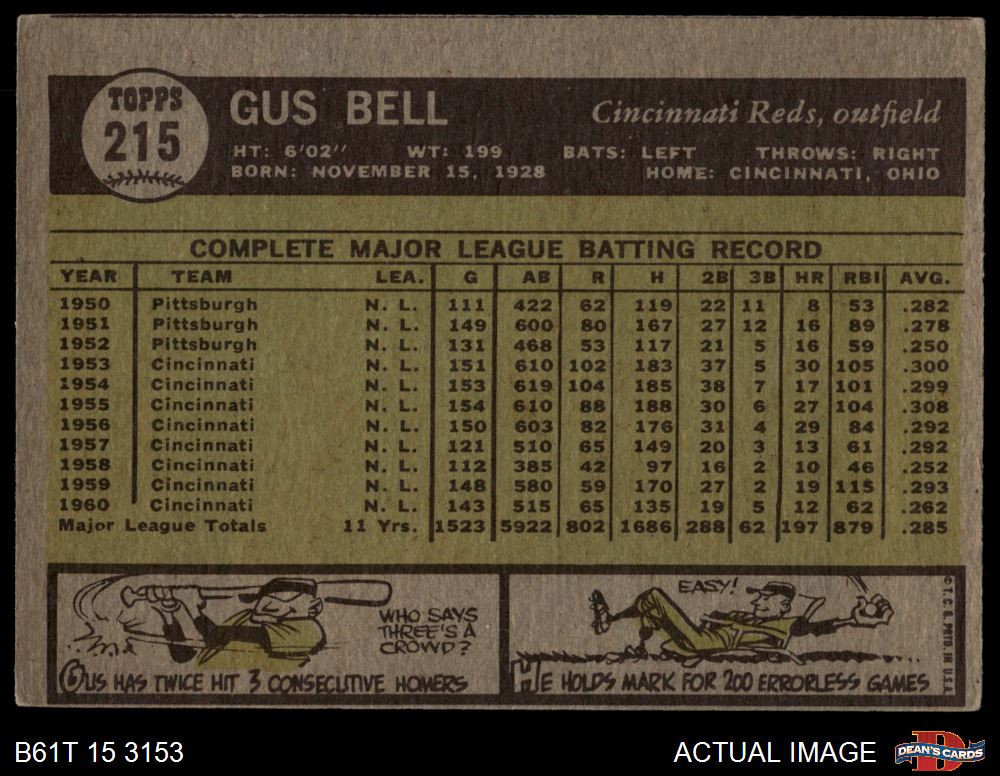 TOPPS
215
GUS BELL
Cincinnati Reds, outfield
HT: 6'02" WT: 199 BATS: LEFT THROWS: RIGHT
BORN: NOVEMBER 15, 1928 HOME: CINCINNATI, OHIO
COMPLETE MAJOR LEAGUE BATTING RECORD
YEAR TEAM LEA. G AB R H 2B 3B HR RBI AVG.
1950 Pittsburgh N. L. 111 422 62 119 22 11 8 53 .282
1951 Pittsburgh N. L. 149 600 80 167 27 12 16 89 .278
1952 Pittsburgh N. L. 131 468 53 117 21 5 16 59 .250
1953 Cincinnati N. L. 151 610 102 183 37 5 30 105 .300
1954 Cincinnati N. L. 153 619 104 185 38 7 17 101 .299
1955 Cincinnati N. L. 154 610 88 188 30 6 27 104 .308
1956 Cincinnati N. L. 150 603 82 176 31 4 29 84 .292
1957 Cincinnati N. L. 121 510 65 149 20 3 13 61 .292
1958 Cincinnati N. L. 112 385 42 97 16 2 10 46 .252
1959 Cincinnati N. L. 148 580 59 170 27 2 19 115 .293
1960 Cincinnati N. L. 143 515 65 135 19 5 12 62 .262
Major League Totals 11 Yrs. 1523 5922 802 1686 288 62 197 879 .285
WHO SAYS
THREE'S A
CROWD?
GUS HAS TWICE HIT 3 CONSECUTIVE HOMERS
EASY!
HE HOLDS MARK FOR 200 ERRORLESS GAMES
© T. C. G. PRTD. IN U.S.A.
B61T 15 3153
ACTUAL IMAGE
D
DEAN'S CARDS